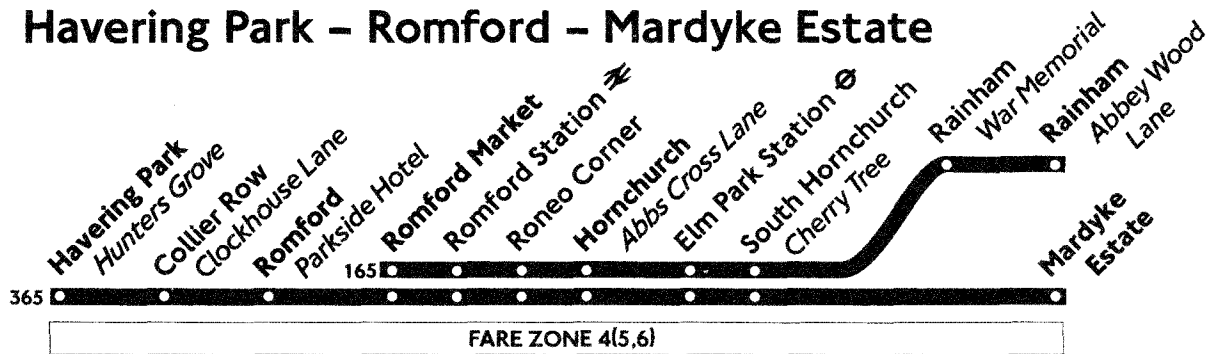 Havering Park – Romford – Mardyke Estate
Havering Park
Hunters Grove
Collier Row
Clockhouse Lane
Romford
Parkside Hotel
Romford Market
Romford Station
Roneo Corner
Hornchurch
Abbs Cross Lane
Elm Park Station
South Hornchurch
Cherry Tree
Rainham
War Memorial
Rainham
Abbey Wood
Lane
Mardyke
Estate
165
365
FARE ZONE 4(5,6)